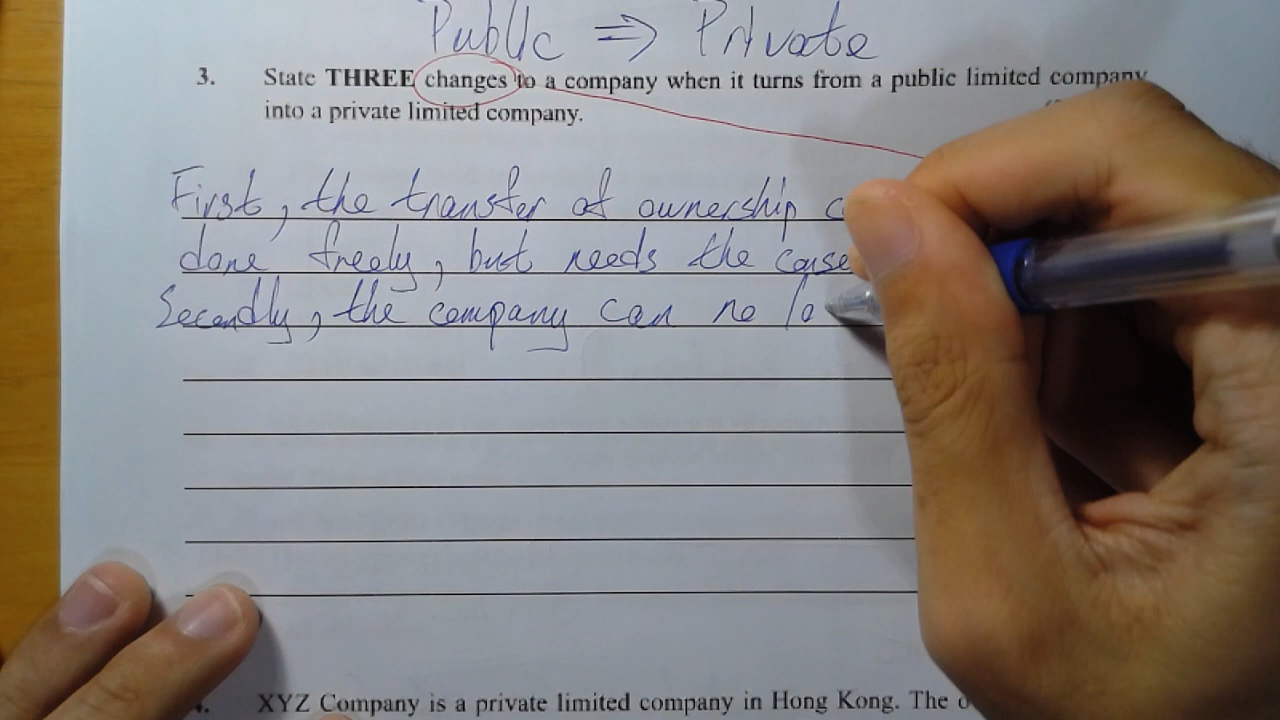 Public ⇒ Private
3. State THREE changes to a company when it turns from a public limited company
into a private limited company.
First, the transfer of ownership
done freely, but needs the
Secondly, the company can no lo
XYZ Company is a private limited company in Hong Kong. The